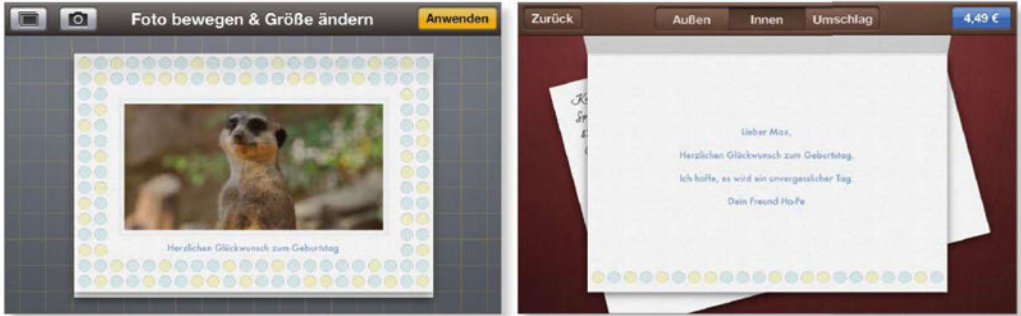 Foto bewegen & Größe ändern
Anwenden
Herzlichen Glückwunsch zum Geburtstag
Zurück
Außen
Innen
Umschlag
4,49 €
Lieber Max,
Herzlichen Glückwunsch zum Geburtstag.
Ich hoffe, es wird ein unvergesslicher Tag.
Dein Freund Ha-Pe